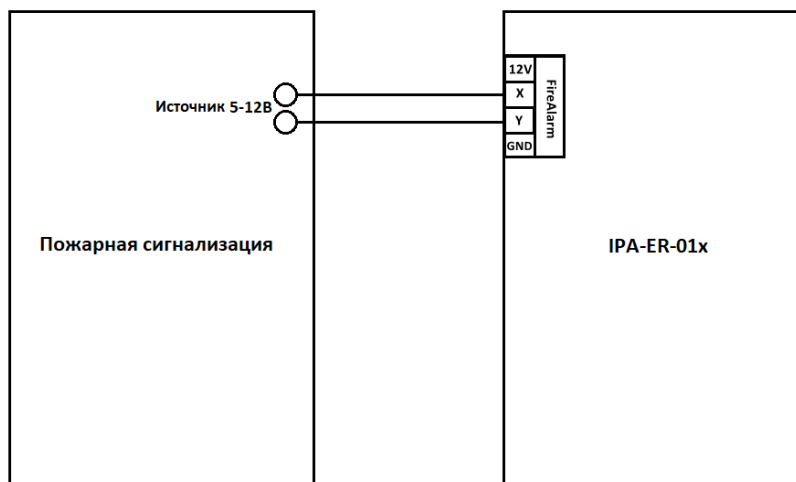 12V
Источник 5-12В
X
Y
GND
FireAlarm
Пожарная сигнализация
IPA-ER-01x